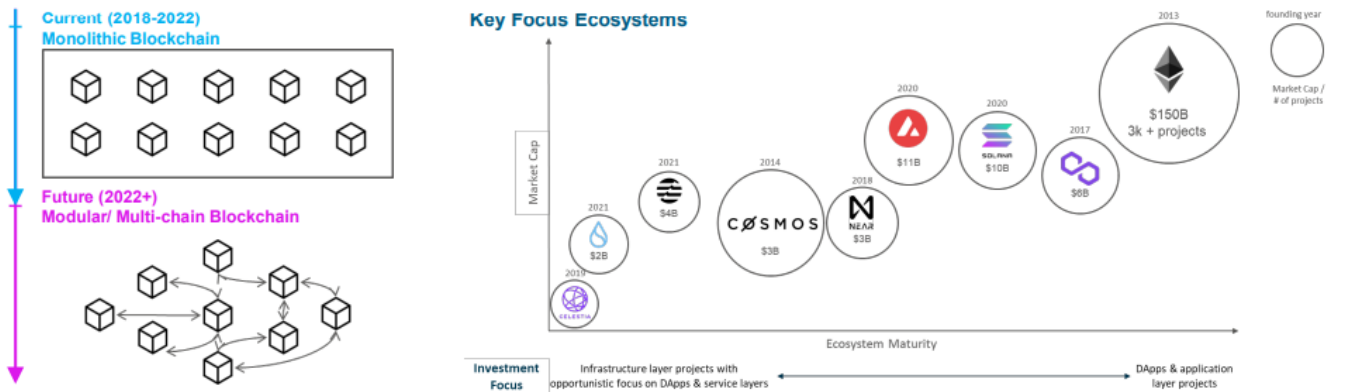 Current (2018-2022)
Monolithic Blockchain
Future (2022+)
Modular/ Multi-chain Blockchain
Key Focus Ecosystems
Market Cap
2019
CELESTIA
2021
$2B
2021
$4B
2014
COSMOS
$3B
2018
NEAR
$3B
2020
$11B
2020
SOLANA
$10B
2017
$6B
2013
$150B
3k + projects
founding year
Market Cap /
# of projects
Ecosystem Maturity
Investment
Focus
Infrastructure layer projects with
opportunistic focus on DApps & service layers
DApps & application
layer projects